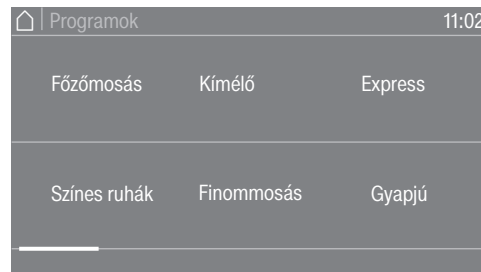 Programok 11:02
Főzőmosás Kímélő Express
Színes ruhák Finommosás Gyapjú